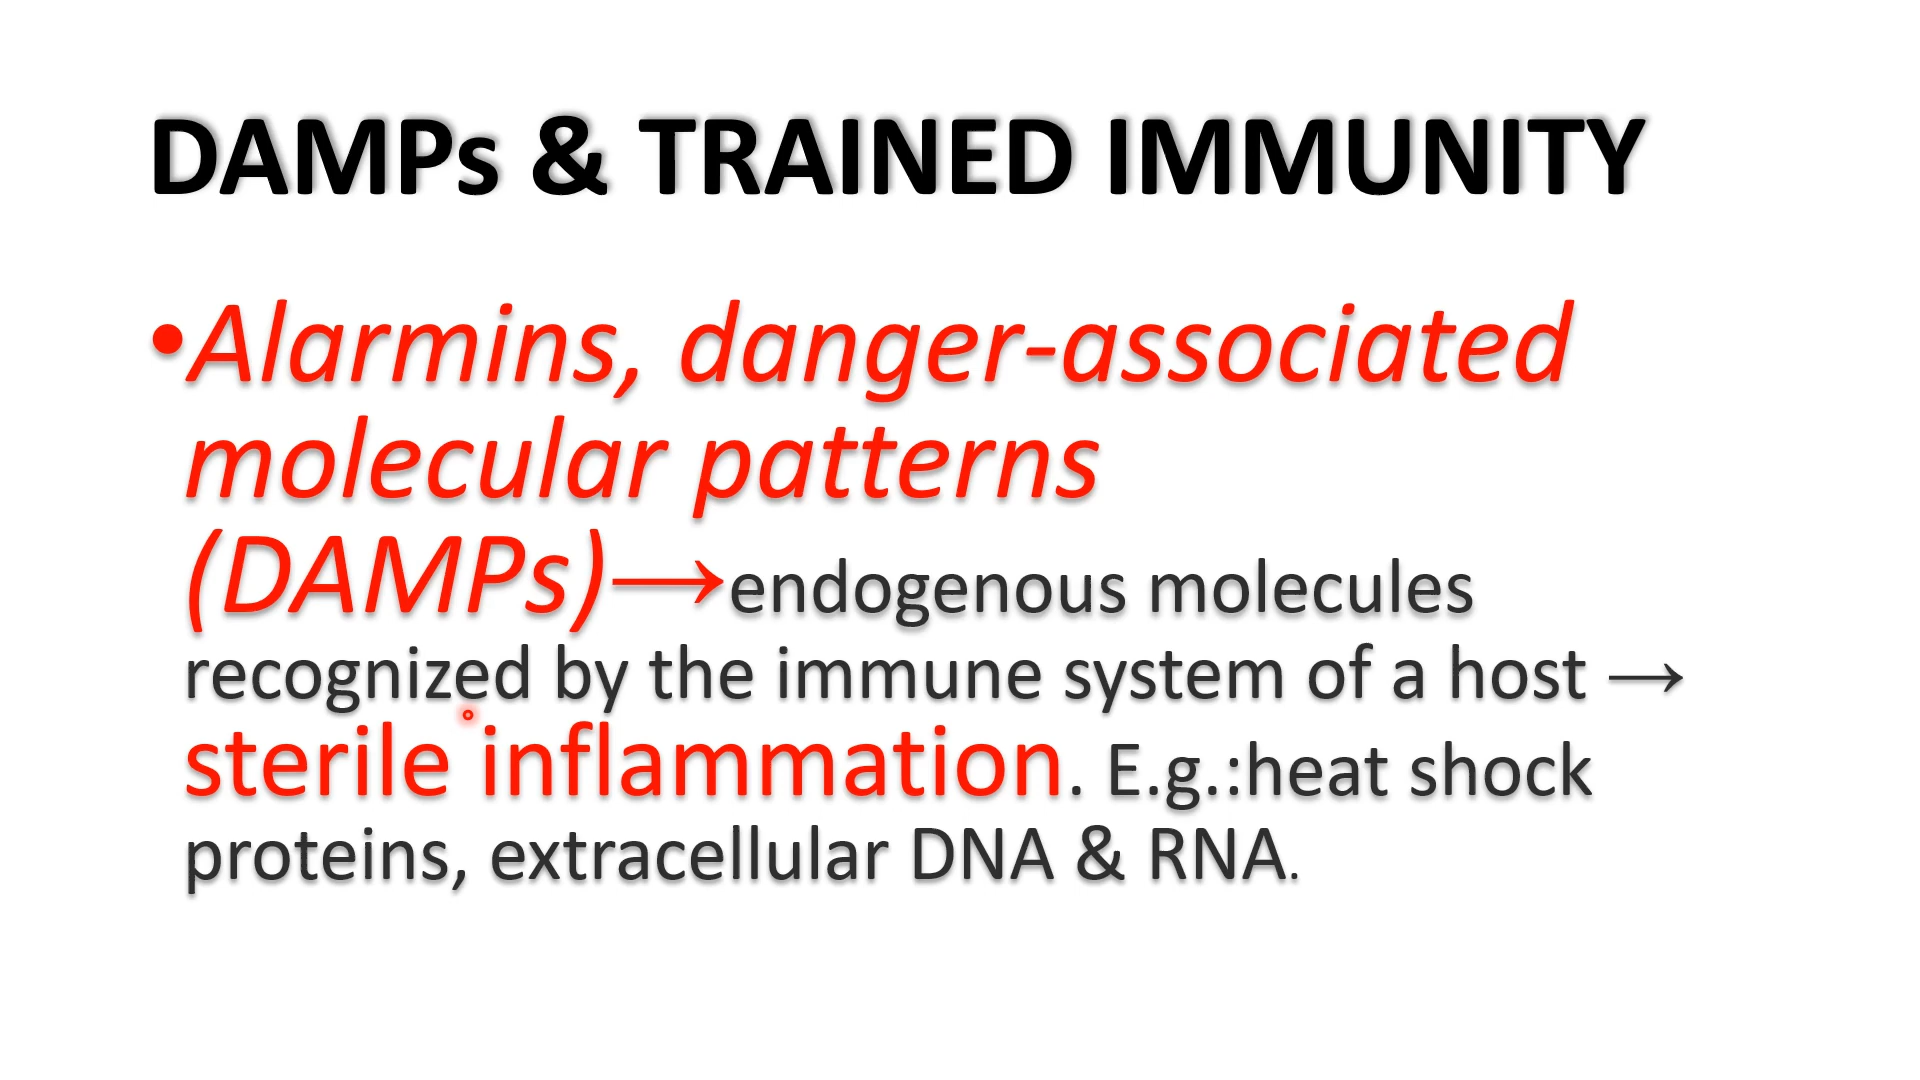 DAMPs & TRAINED IMMUNITY
•Alarmins, danger-associated
molecular patterns
(DAMPs)→endogenous molecules
recognized by the immune system of a host →
sterile inflammation. E.g.:heat shock
proteins, extracellular DNA & RNA.